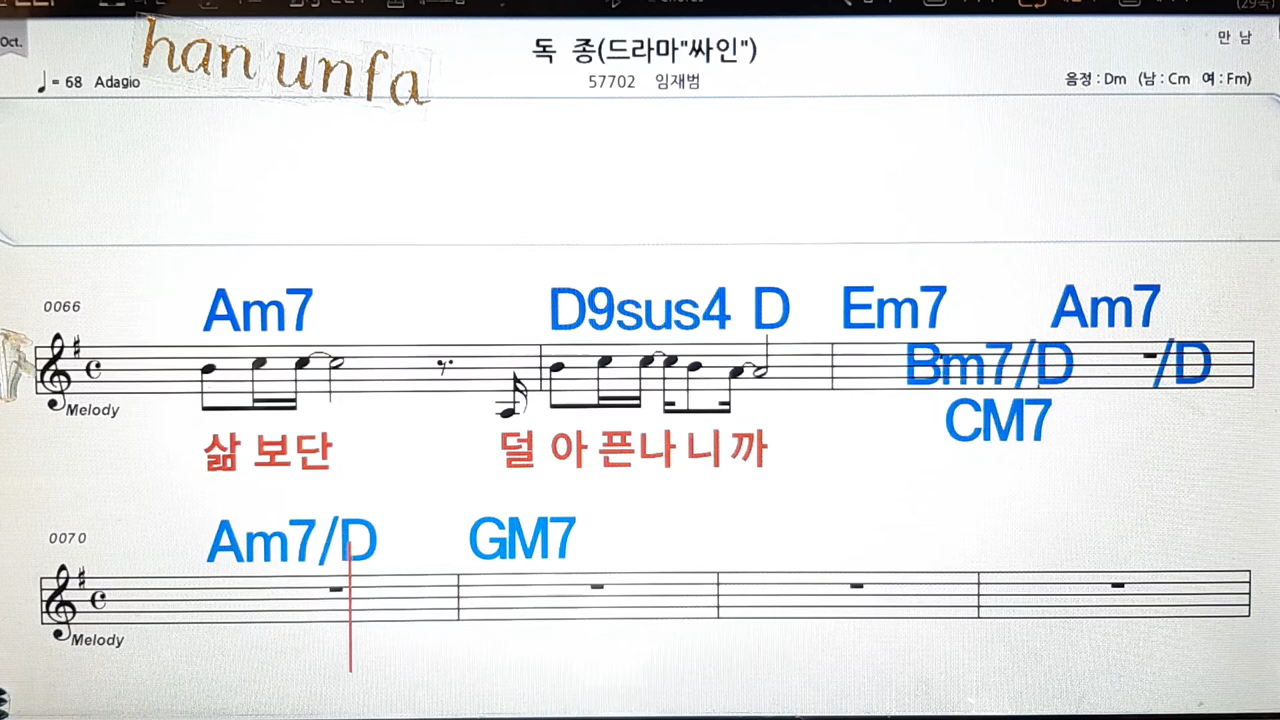 han unfa
Oct.
독 종(드라마"싸인")
만 남
♩= 68 Adagio
57702 임재범
음정 : Dm (남 : Cm 여 : Fm)
0066
Am7 D9sus4 D Em7 Am7
Bm7/D /D
CM7
Melody
삶 보단 덜 아 픈나 니 까
0070
Am7/D GM7
Melody